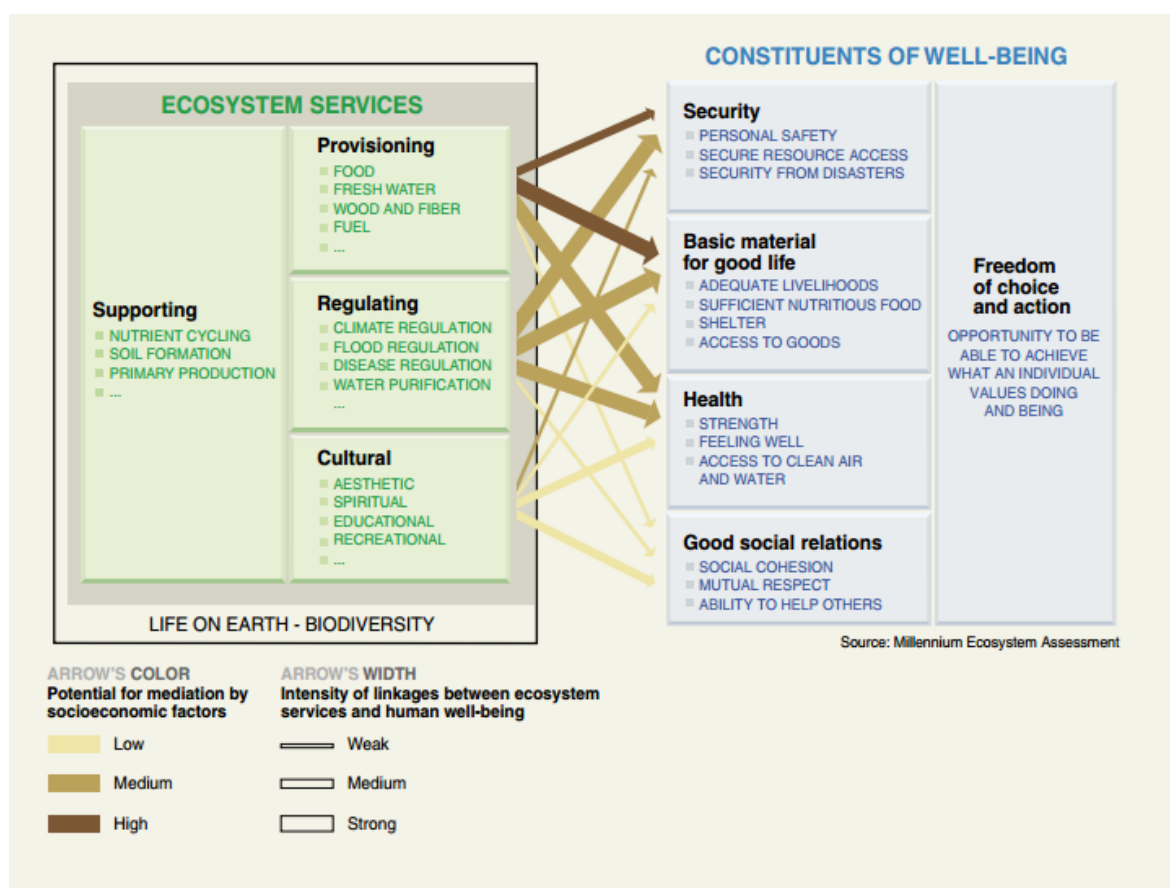 CONSTITUENTS OF WELL-BEING
ECOSYSTEM SERVICES
Supporting
NUTRIENT CYCLING
SOIL FORMATION
PRIMARY PRODUCTION
...
Provisioning
FOOD
FRESH WATER
WOOD AND FIBER
FUEL
...
Regulating
CLIMATE REGULATION
FLOOD REGULATION
DISEASE REGULATION
WATER PURIFICATION
...
Cultural
AESTHETIC
SPIRITUAL
EDUCATIONAL
RECREATIONAL
...
LIFE ON EARTH - BIODIVERSITY
Security
PERSONAL SAFETY
SECURE RESOURCE ACCESS
SECURITY FROM DISASTERS
Basic material
for good life
ADEQUATE LIVELIHOODS
SUFFICIENT NUTRITIOUS FOOD
SHELTER
ACCESS TO GOODS
Health
STRENGTH
FEELING WELL
ACCESS TO CLEAN AIR
AND WATER
Good social relations
SOCIAL COHESION
MUTUAL RESPECT
ABILITY TO HELP OTHERS
Freedom
of choice
and action
OPPORTUNITY TO BE
ABLE TO ACHIEVE
WHAT AN INDIVIDUAL
VALUES DOING
AND BEING
Source: Millennium Ecosystem Assessment
ARROW'S COLOR
Potential for mediation by
socioeconomic factors
Low
Medium
High
ARROW'S WIDTH
Intensity of linkages between ecosystem
services and human well-being
Weak
Medium
Strong